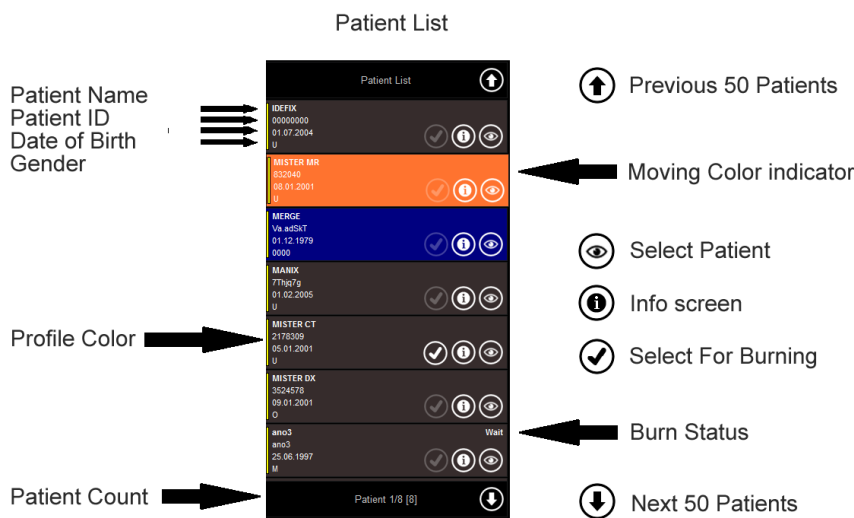 Patient List
Patient List
Previous 50 Patients
Patient Name
Patient ID
Date of Birth
Gender
IDEFIX
00000000
01.07.2004
U
MISTER MR
832040
08.01.2001
U
Moving Color indicator
MERGE
Va.adSkT
01.12.1979
0000
Select Patient
MANIX
7Thjq7g
01.02.2005
U
Info screen
Profile Color
MISTER CT
2178309
05.01.2001
U
Select For Burning
MISTER DX
3524578
09.01.2001
O
ano3 Wait
ano3
25.06.1997
M
Burn Status
Patient Count
Patient 1/8 [8]
Next 50 Patients